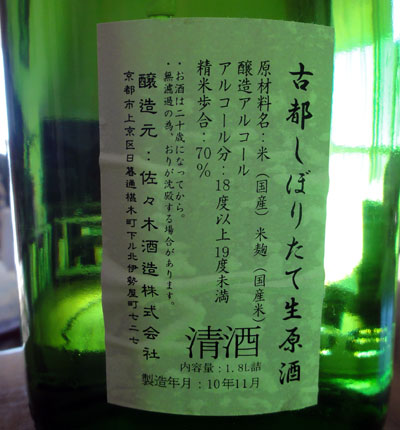 古都しぼりたて生原酒
原材料名：米（国産）米麹（国産米）
醸造アルコール
アルコール分：18度以上19度未満
精米歩合：70％
・お酒は二十歳になってから。
・無濾過の為。おりが沈殿する場合があります。
醸造元：佐々木酒造株式会社
京都市上京区日暮通椹木町下ル北伊勢屋町七二七
清酒
内容量：1.8L詰
製造年月：10年11月